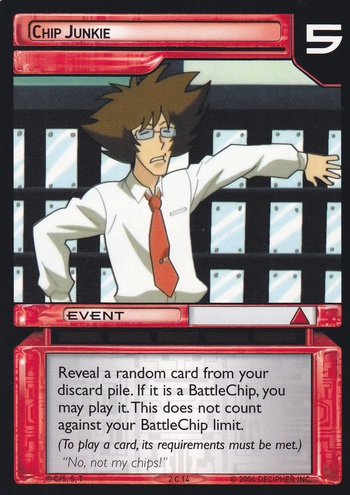 CHIP JUNKIE
5
EVENT
Reveal a random card from your
discard pile. If it is a BattleChip, you
may play it. This does not count
against your BattleChip limit.
(To play a card, its requirements must be met.)
"No, not my chips!"
© C/S, S, T 2 C 14 © 2004 DECIPHER INC.